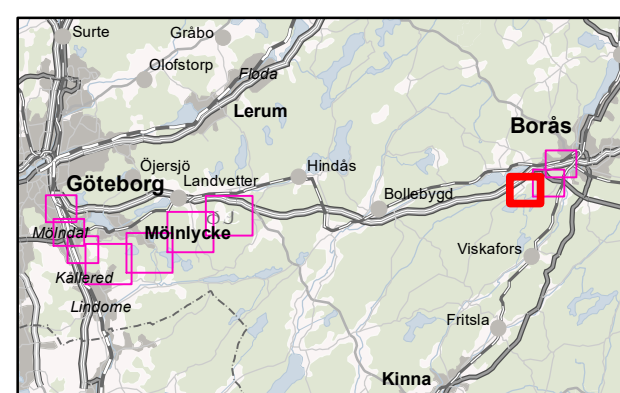 Surte
Gråbo
Olofstorp
Floda
Lerum
Borås
Öjersjö
Hindås
Göteborg
Landvetter
Bollebygd
Mölndal
Mölnlycke
Viskafors
Kållered
Lindome
Fritsla
Kinna